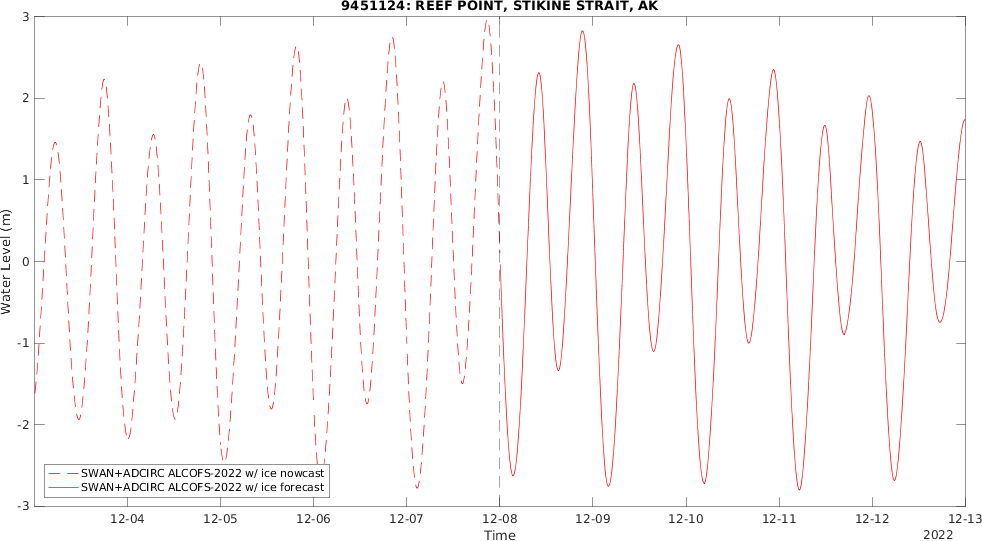 9451124: REEF POINT, STIKINE STRAIT, AK
3
2
1
0
-1
-2
-3
Water Level (m)
SWAN+ADCIRC ALCOFS-2022 w/ ice nowcast
SWAN+ADCIRC ALCOFS-2022 w/ ice forecast
12-04 12-05 12-06 12-07 12-08 12-09 12-10 12-11 12-12 12-13
Time
2022